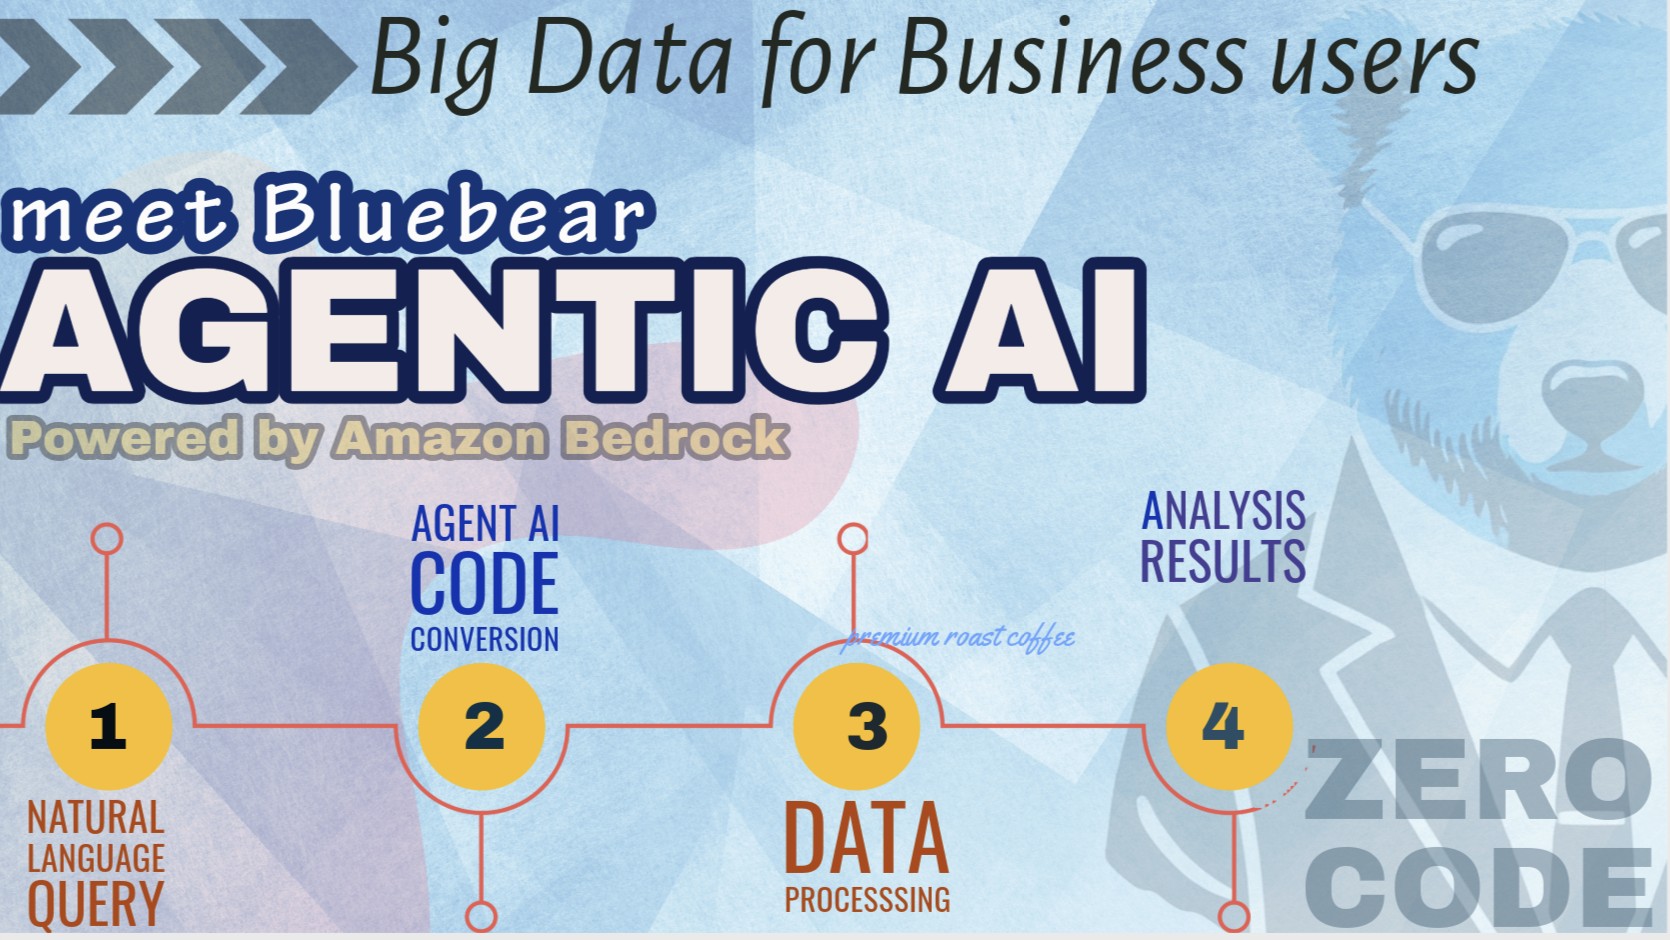 Big Data for Business users
meet Bluebear
AGENTIC AI
Powered by Amazon Bedrock
AGENT AI
CODE
CONVERSION
ANALYSIS
RESULTS
premium roast coffee
1
2
3
4
NATURAL
LANGUAGE
QUERY
DATA
PROCESSSING
ZERO
CODE